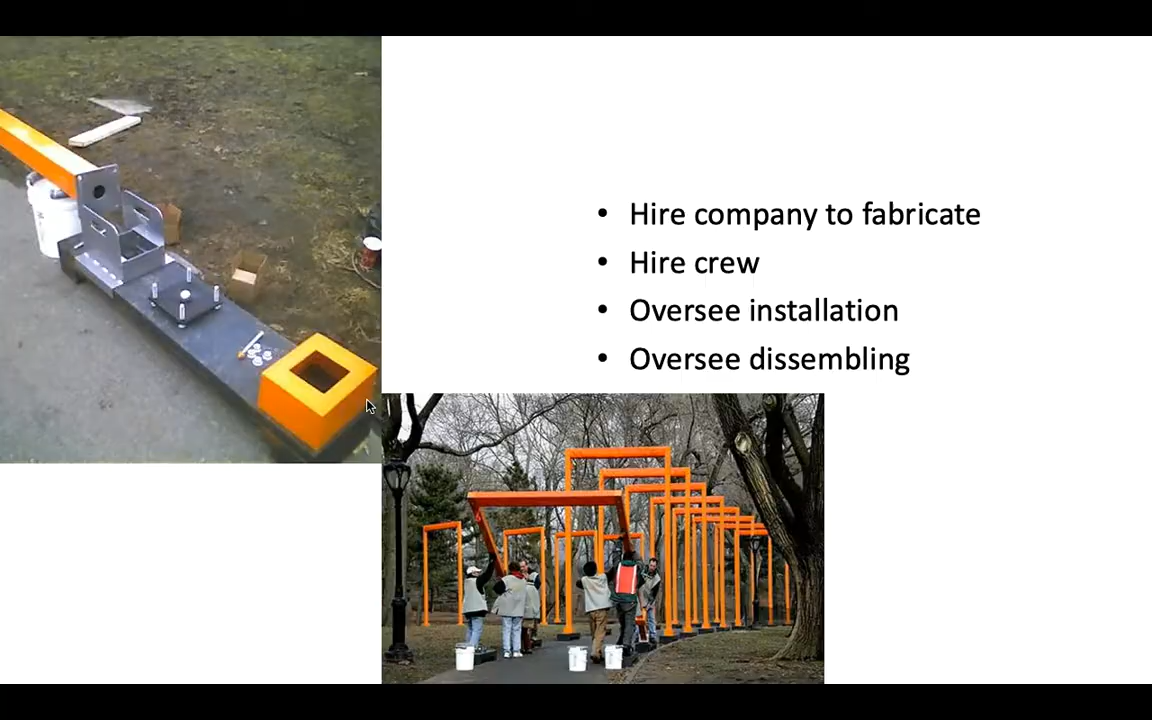 • Hire company to fabricate
• Hire crew
• Oversee installation
• Oversee dissembling